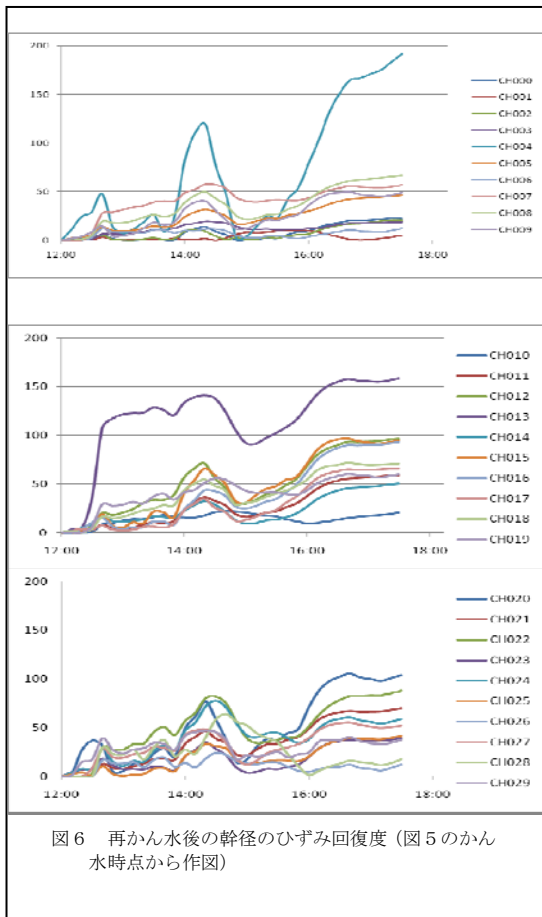 200
150
100
50
0
12:00 14:00 16:00 18:00
CH000
CH001
CH002
CH003
CH004
CH005
CH006
CH007
CH008
CH009
200
150
100
50
0
12:00 14:00 16:00 18:00
CH010
CH011
CH012
CH013
CH014
CH015
CH016
CH017
CH018
CH019
200
150
100
50
0
12:00 14:00 16:00 18:00
CH020
CH021
CH022
CH023
CH024
CH025
CH026
CH027
CH028
CH029
図6 再かん水後の幹径のひずみ回復度(図5のかん
水時点から作図)